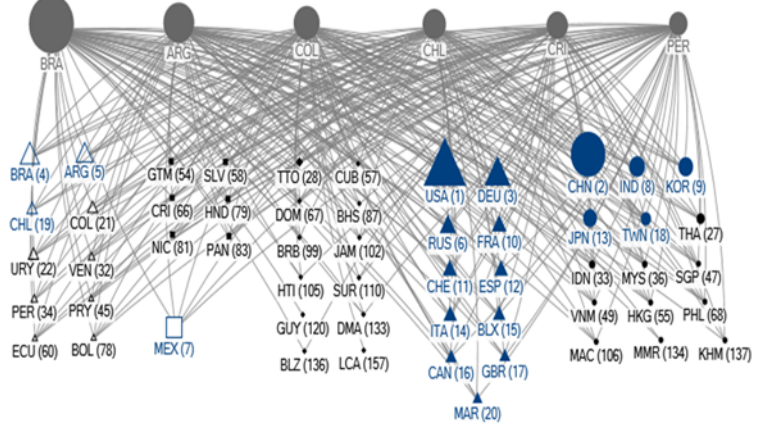 BRA ARG COL CHL CRI PER
BRA (4) ARG (5) GTM (54) SLV (58) TTO (28) CUB (57) USA (1) DEU (3) CHN (2) IND (8) KOR (9)
CHL (19) COL (21) CRI (66) HND (79) DOM (67) BHS (87) RUS (6) FRA (10) JPN (13) TWN (18) THA (27)
URY (22) VEN (32) NIC (81) PAN (83) BRB (99) JAM (102) CHE (11) ESP (12) IDN (33) MYS (36) SGP (47)
PER (34) PRY (45) HTI (105) SUR (110) ITA (14) BLX (15) VNM (49) HKG (55) PHL (68)
ECU (60) BOL (78) MEX (7) GUY (120) DMA (133) CAN (16) GBR (17) MAC (106) MMR (134) KHM (137)
BLZ (136) LCA (157)
MAR (20)